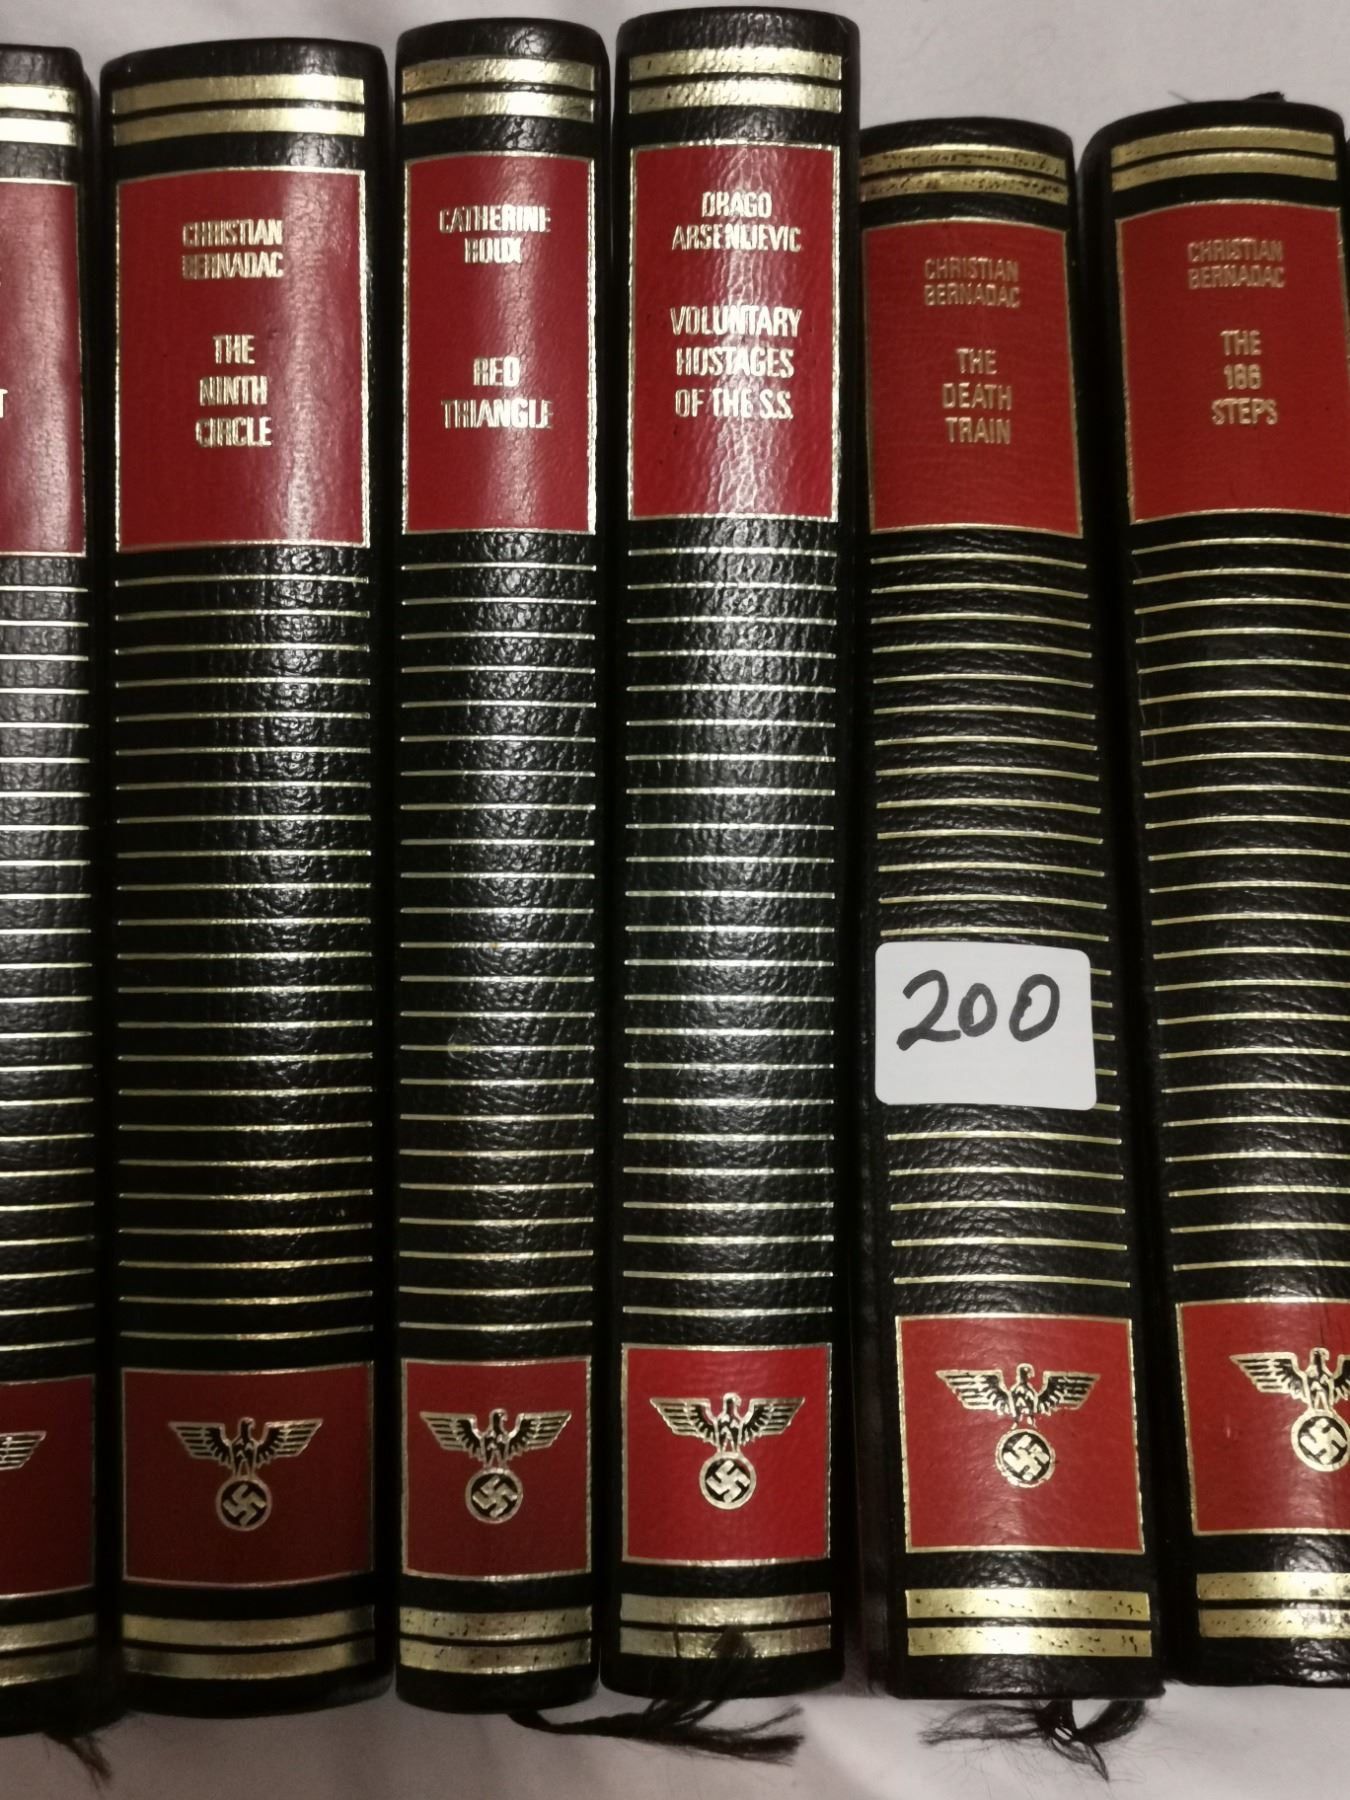 T
CHRISTIAN
BERNADAC
THE
NINTH
CIRCLE
CATHERINE
ROUX
RED
TRIANGLE
DRAGO
ARSENIJEVIC
VOLUNTARY
HOSTAGES
OF THE S.S.
CHRISTIAN
BERNADAC
THE
DEATH
TRAIN
200
CHRISTIAN
BERNADAC
THE
186
STEPS